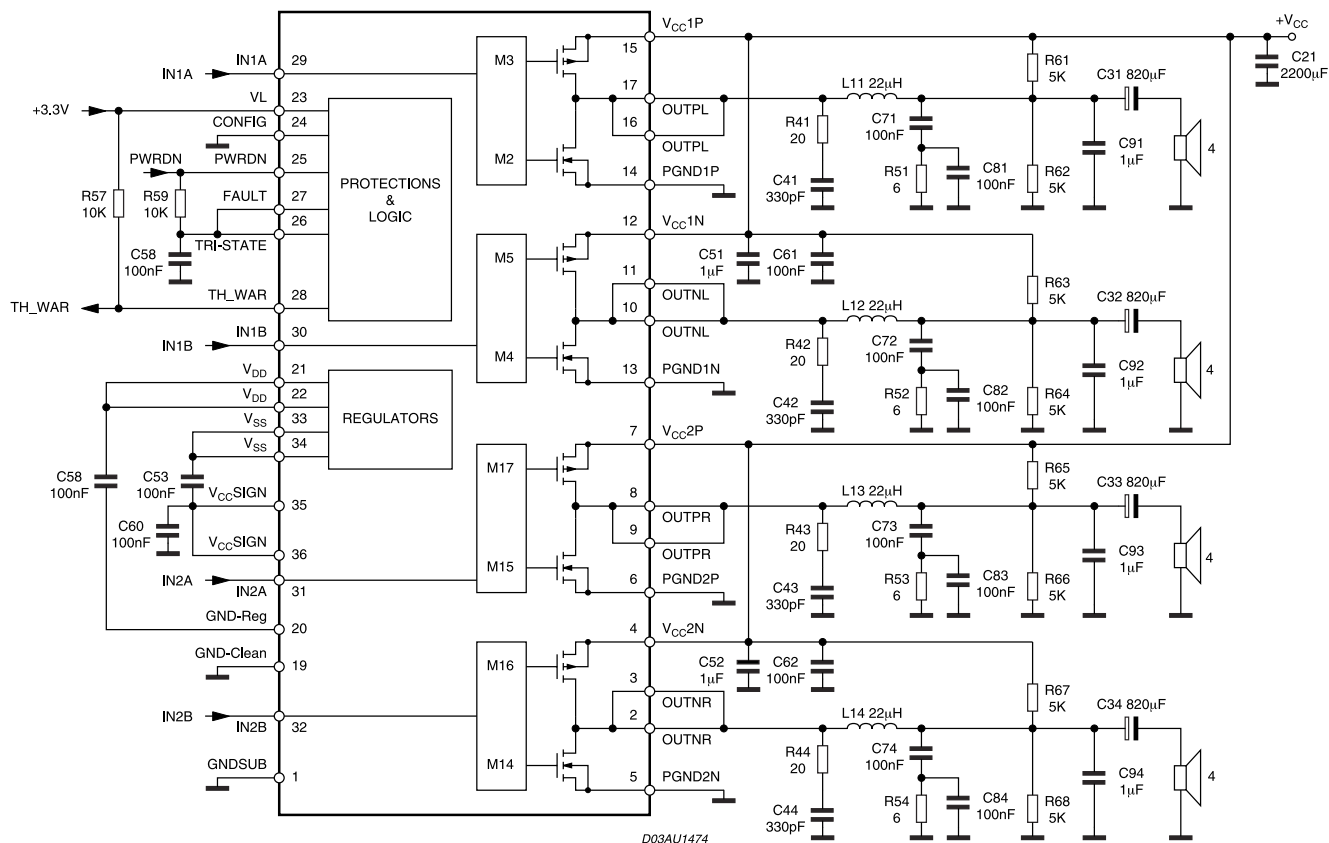 VCC1P
+VCC
15
IN1A
29
IN1A
M3
R61
5K
C31 820μF
C21
2200μF
VL
23
+3.3V
17
OUTPL
L11 22μH
CONFIG
24
16
OUTPL
R41
20
C71
100nF
C91
1μF
4
PWRDN
PWRDN
25
M2
14
PGND1P
R57
10K
R59
10K
FAULT
27
PROTECTIONS
&
LOGIC
C41
330pF
R51
6
C81
100nF
R62
5K
26
TRI-STATE
12
VCC1N
C58
100nF
M5
C51
1μF
C61
100nF
11
OUTNL
R63
5K
C32 820μF
TH_WAR
TH_WAR
28
10
OUTNL
L12 22μH
IN1B
IN1B
30
M4
R42
20
C72
100nF
C92
1μF
4
VDD
21
13
PGND1N
VDD
22
REGULATORS
C42
330pF
R52
6
C82
100nF
R64
5K
VSS
33
VSS
34
7
VCC2P
C58
100nF
C53
100nF
M17
R65
5K
C33 820μF
VCCSIGN
35
8
OUTPR
L13 22μH
C60
100nF
9
OUTPR
R43
20
C73
100nF
C93
1μF
4
VCCSIGN
36
M15
IN2A
IN2A
31
6
PGND2P
C43
330pF
R53
6
C83
100nF
R66
5K
GND-Reg
20
4
VCC2N
GND-Clean
19
M16
C52
1μF
C62
100nF
3
OUTNR
R67
5K
C34 820μF
IN2B
IN2B
32
2
OUTNR
L14 22μH
GNDSUB
1
M14
R44
20
C74
100nF
C94
1μF
4
5
PGND2N
C44
330pF
R54
6
C84
100nF
R68
5K
D03AU1474